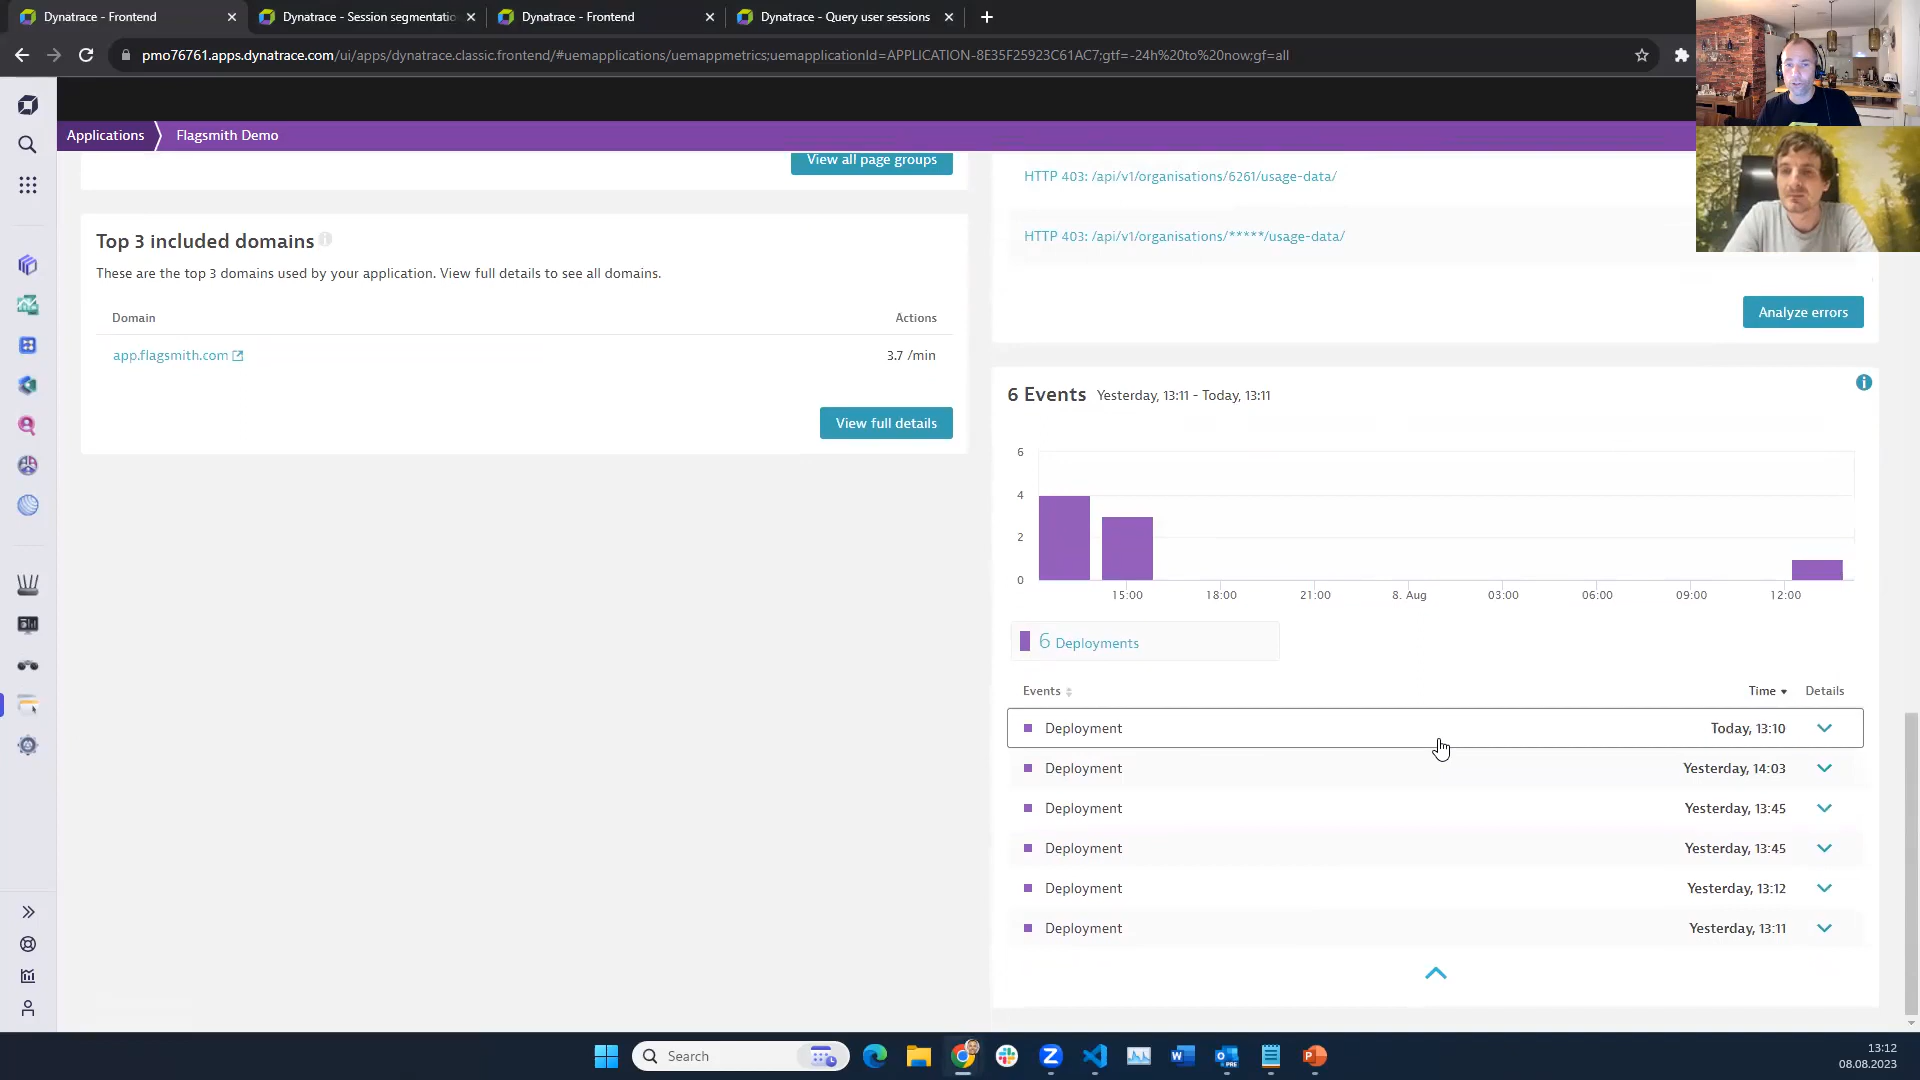 Dynatrace - Frontend
Dynatrace - Session segmentatio
Dynatrace - Frontend
Dynatrace - Query user sessions
pmo76761.apps.dynatrace.com/ui/apps/dynatrace.classic.frontend/#uemapplications/uemappmetrics;uemapplicationId=APPLICATION-8E35F25923C61AC7;gtf=-24h%20to%20now;gf=all
Applications
Flagsmith Demo
View all page groups
Top 3 included domains
These are the top 3 domains used by your application. View full details to see all domains.
Domain
Actions
app.flagsmith.com
3.7 /min
View full details
HTTP 403: /api/v1/organisations/6261/usage-data/
HTTP 403: /api/v1/organisations/*****/usage-data/
Analyze errors
6 Events Yesterday, 13:11 - Today, 13:11
6
4
2
0
15:00
18:00
21:00
8. Aug
03:00
06:00
09:00
12:00
6 Deployments
Events
Time
Details
Deployment
Today, 13:10
Deployment
Yesterday, 14:03
Deployment
Yesterday, 13:45
Deployment
Yesterday, 13:45
Deployment
Yesterday, 13:12
Deployment
Yesterday, 13:11
Search
13:12
08.08.2023